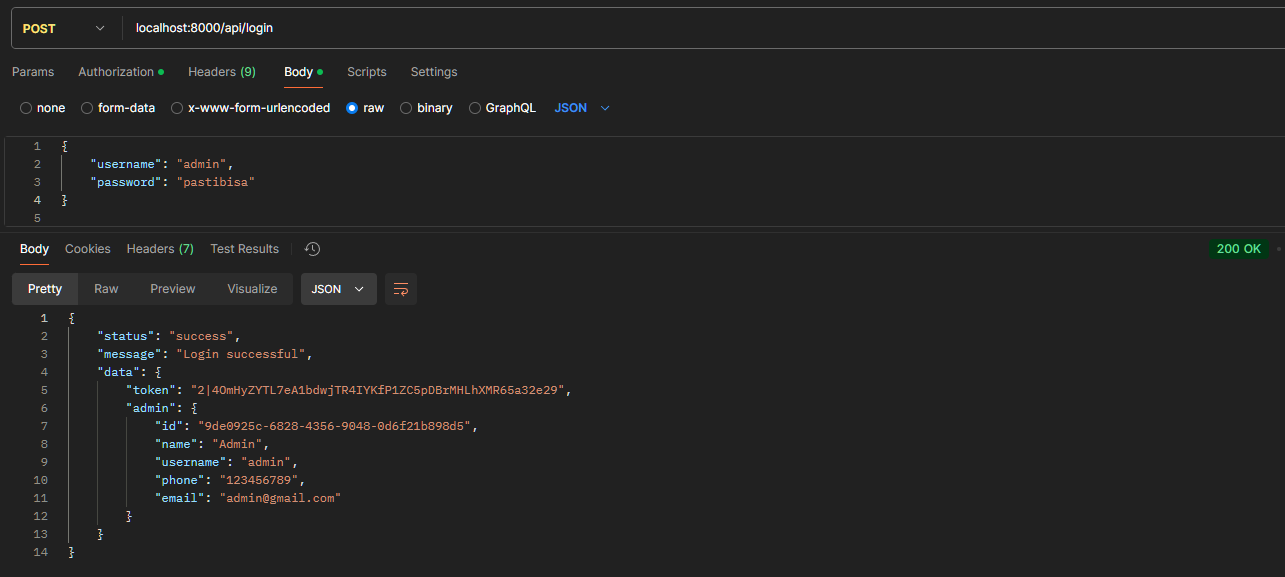 POST localhost:8000/api/login
Params Authorization Headers (9) Body Scripts Settings
none form-data x-www-form-urlencoded raw binary GraphQL JSON
1 {
2 "username": "admin",
3 "password": "pastibisa"
4 }
5
Body Cookies Headers (7) Test Results 200 OK
Pretty Raw Preview Visualize JSON
1 {
2 "status": "success",
3 "message": "Login successful",
4 "data": {
5 "token": "2|4OmHyZYTL7eA1bdwjTR4IYKfP1ZC5pDBrMHLhXMR65a32e29",
6 "admin": {
7 "id": "9de0925c-6828-4356-9048-0d6f21b898d5",
8 "name": "Admin",
9 "username": "admin",
10 "phone": "123456789",
11 "email": "admin@gmail.com"
12 }
13 }
14 }